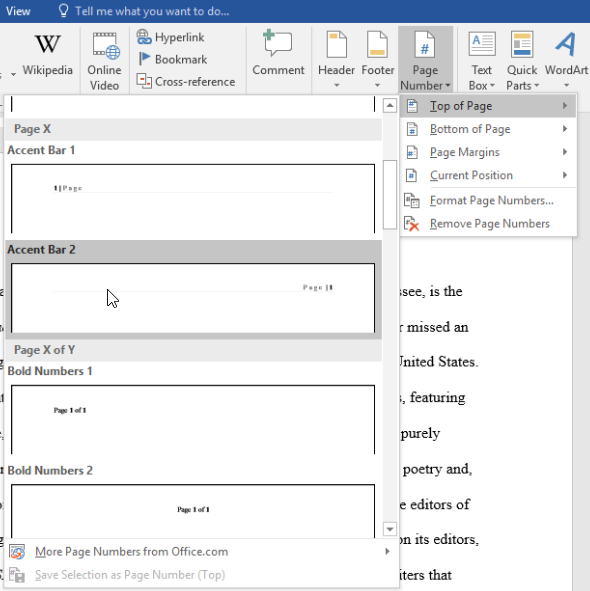 View Tell me what you want to do...
Wikipedia
Online Video
Hyperlink
Bookmark
Cross-reference
Comment
Header
Footer
Page Number
Text Box
Quick Parts
WordArt
Top of Page
Bottom of Page
Page Margins
Current Position
Format Page Numbers...
Remove Page Numbers
Page X
Accent Bar 1
1 | Page
Accent Bar 2
Page | 1
Page X of Y
Bold Numbers 1
Page 1 of 1
Bold Numbers 2
Page 1 of 1
More Page Numbers from Office.com
Save Selection as Page Number (Top)
ssee, is the
missed an
United States.
, featuring
purely
poetry and,
e editors of
on its editors,
iters that